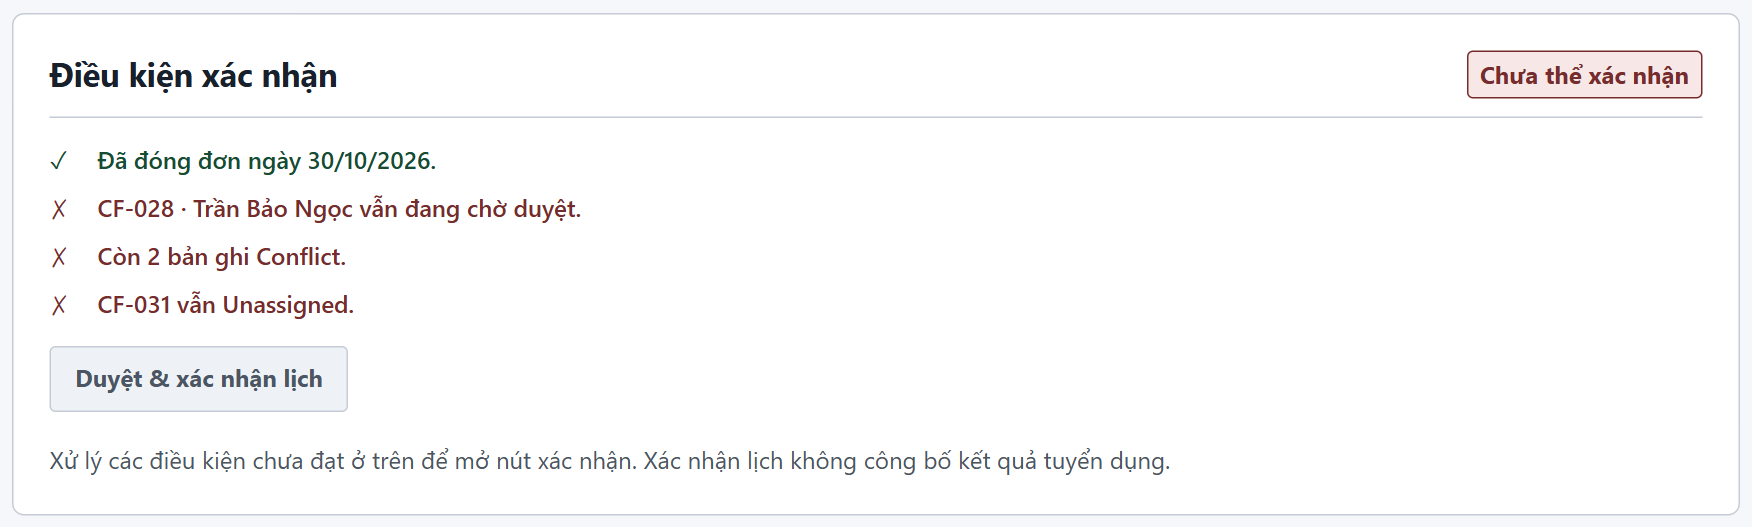 Điều kiện xác nhận
Chưa thể xác nhận
✓ Đã đóng đơn ngày 30/10/2026.
✗ CF-028 · Trần Bảo Ngọc vẫn đang chờ duyệt.
✗ Còn 2 bản ghi Conflict.
✗ CF-031 vẫn Unassigned.
Duyệt & xác nhận lịch
Xử lý các điều kiện chưa đạt ở trên để mở nút xác nhận. Xác nhận lịch không công bố kết quả tuyển dụng.